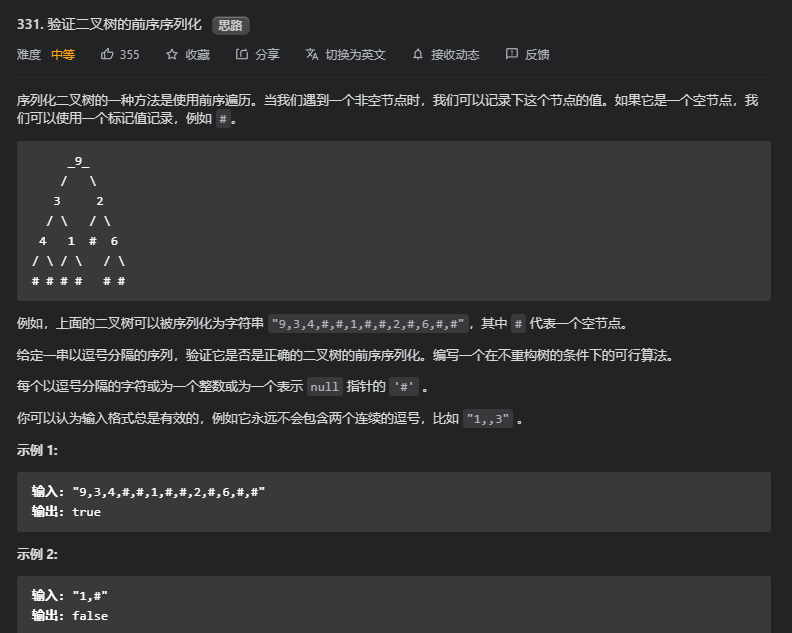 331. 验证二叉树的前序序列化 思路
难度 中等 355 收藏 分享 切换为英文 接收动态 反馈
序列化二叉树的一种方法是使用前序遍历。当我们遇到一个非空节点时，我们可以记录下这个节点的值。如果它是一个空节点，我
们可以使用一个标记值记录，例如 #。
_9_
/ \
3 2
/ \ / \
4 1 # 6
/ \ / \ / \
# # # # # #
例如，上面的二叉树可以被序列化为字符串 "9,3,4,#,#,1,#,#,2,#,6,#,#"，其中 # 代表一个空节点。
给定一串以逗号分隔的序列，验证它是否是正确的二叉树的前序序列化。编写一个在不重构树的条件下的可行算法。
每个以逗号分隔的字符或为一个整数或为一个表示 null 指针的 '#' 。
你可以认为输入格式总是有效的，例如它永远不会包含两个连续的逗号，比如 "1,,3" 。
示例 1:
输入: "9,3,4,#,#,1,#,#,2,#,6,#,#"
输出: true
示例 2:
输入: "1,#"
输出: false